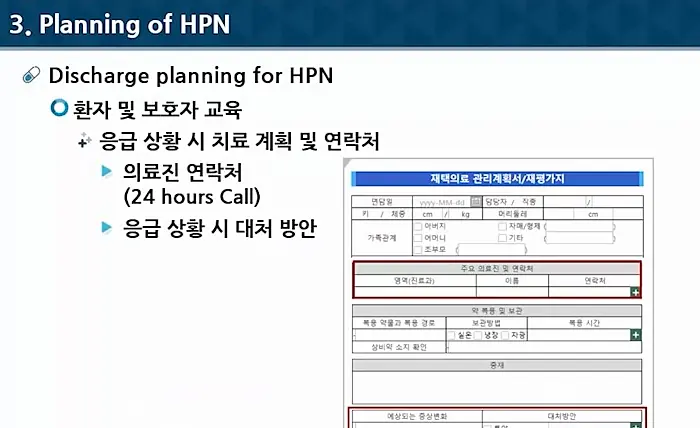 3. Planning of HPN
Discharge planning for HPN
환자 및 보호자 교육
응급 상황 시 치료 계획 및 연락처
의료진 연락처
(24 hours Call)
응급 상황 시 대처 방안
재택의료 관리계획서/재평가지
면담일 yyyy-MM-dd 담당자 / 직종 /
키 / 체중 cm / kg 머리둘레 cm
가족관계
아버지 자매/형제 ( )
어머니 기타 ( )
조부모 ( )
주요 의료진 및 연락처
영역(진료과) 이름 연락처
약 복용 및 보관
복용 약물과 복용 경로 보관방법 복용 시간
실온 냉장 차광
상비약 소지 확인
중재
예상되는 증상변화 대처방안